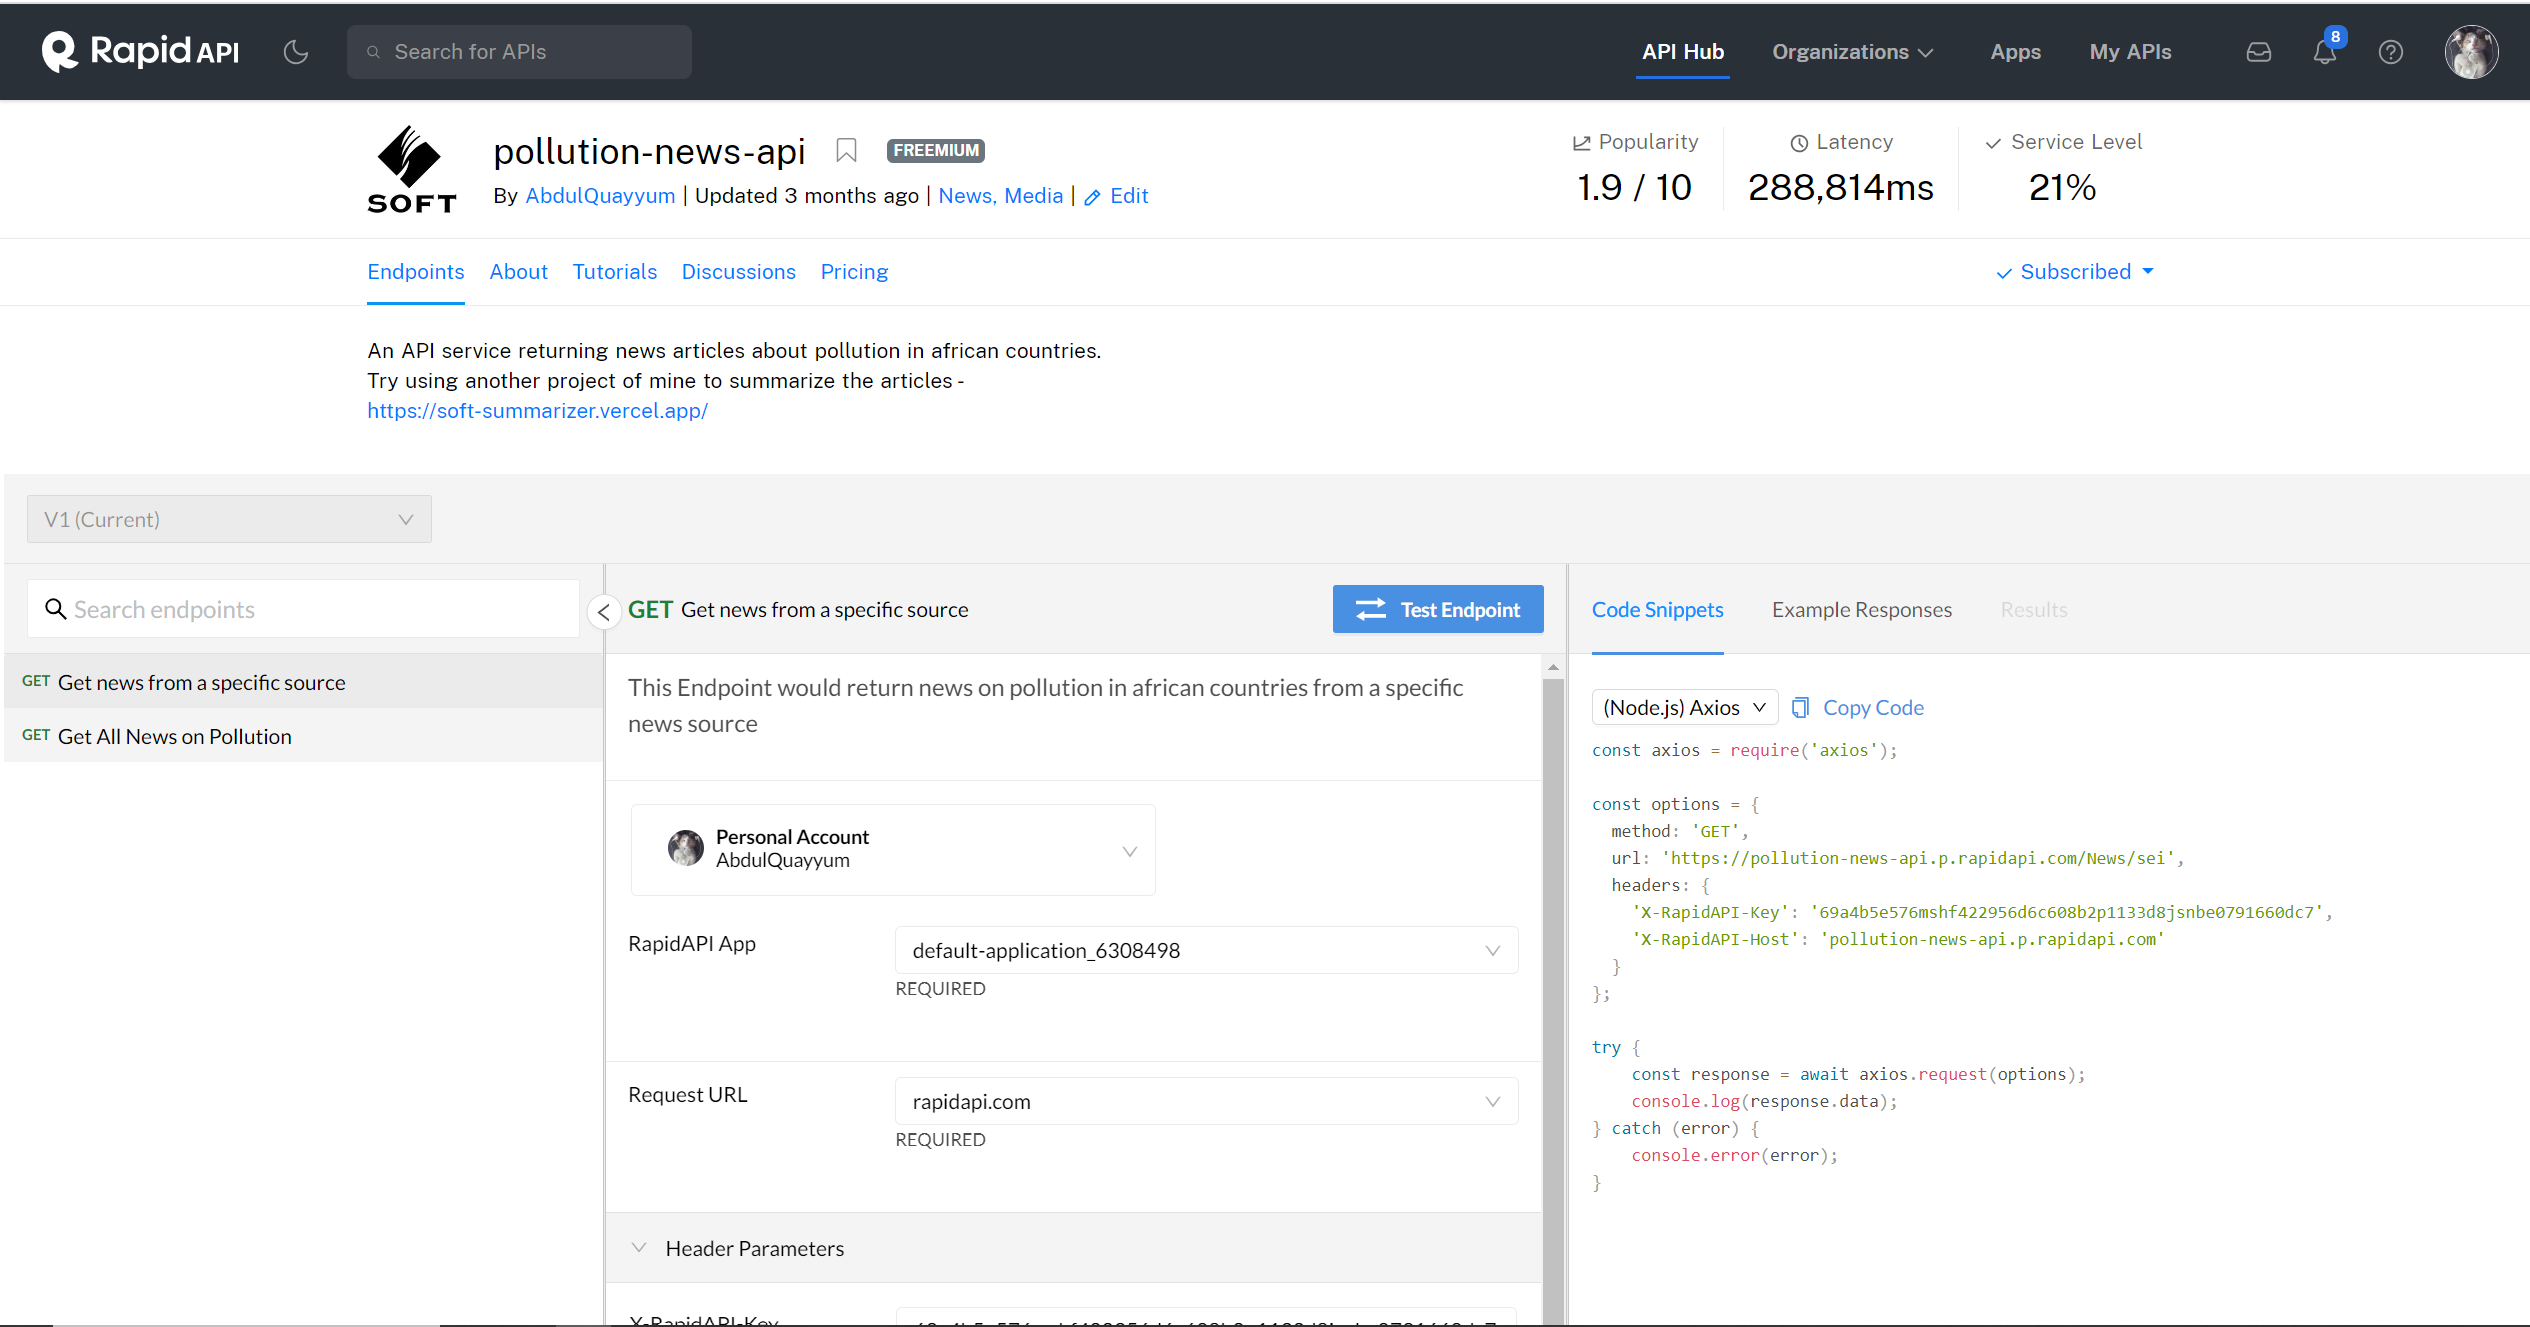 Rapid API
Search for APIs
API Hub
Organizations
Apps
My APIs
8
SOFT
pollution-news-api
FREEMIUM
By AbdulQuayyum | Updated 3 months ago | News, Media | Edit
Popularity
1.9 / 10
Latency
288,814ms
Service Level
21%
Endpoints
About
Tutorials
Discussions
Pricing
Subscribed
An API service returning news articles about pollution in african countries.
Try using another project of mine to summarize the articles -
https://soft-summarizer.vercel.app/
V1 (Current)
Search endpoints
GET Get news from a specific source
GET Get All News on Pollution
GET Get news from a specific source
Test Endpoint
This Endpoint would return news on pollution in african countries from a specific
news source
Personal Account
AbdulQuayyum
RapidAPI App
default-application_6308498
REQUIRED
Request URL
rapidapi.com
REQUIRED
Header Parameters
X-RapidAPI-Key
Code Snippets
Example Responses
Results
(Node.js) Axios
Copy Code
const axios = require('axios');
const options = {
method: 'GET',
url: 'https://pollution-news-api.p.rapidapi.com/News/sei',
headers: {
'X-RapidAPI-Key': '69a4b5e576mshf422956d6c608b2p1133d8jsnbe0791660dc7',
'X-RapidAPI-Host': 'pollution-news-api.p.rapidapi.com'
}
};
try {
const response = await axios.request(options);
console.log(response.data);
} catch (error) {
console.error(error);
}